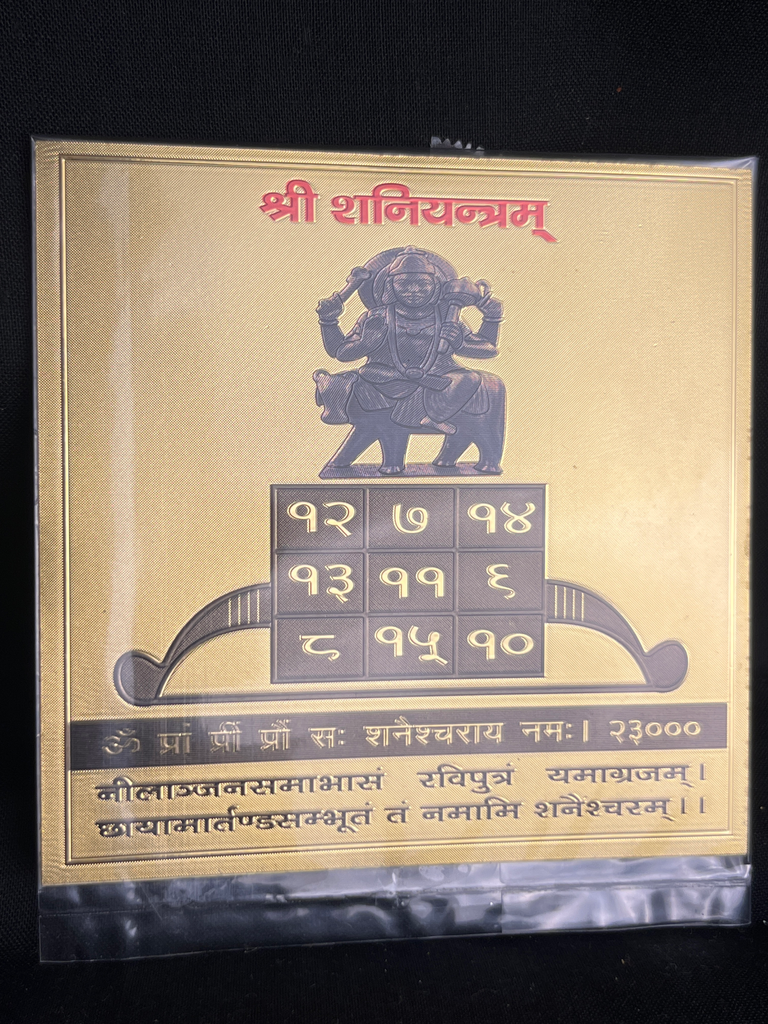 श्री शनियन्त्रम्
१२ ७ १४
१३ ११ ६
८ १५ १०
ॐ प्रां प्रीं प्रौं सः शनैश्चराय नमः। २३०००
नीलाञ्जनसमाभासं रविपुत्रं यमाग्रजम्।
छायामार्तण्डसम्भूतं तं नमामि शनैंश्चरम्।।